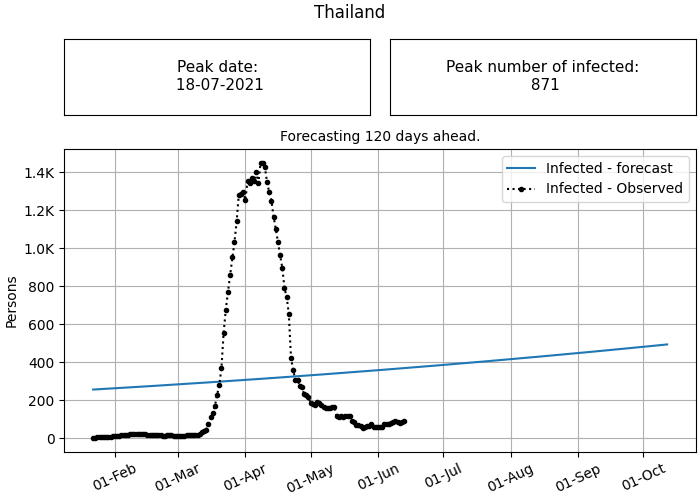 Thailand
Peak date:
18-07-2021
Peak number of infected:
871
Forecasting 120 days ahead.
Infected - forecast
Infected - Observed
Persons
1.4K
1.2K
1.0K
800
600
400
200
0
01-Feb
01-Mar
01-Apr
01-May
01-Jun
01-Jul
01-Aug
01-Sep
01-Oct